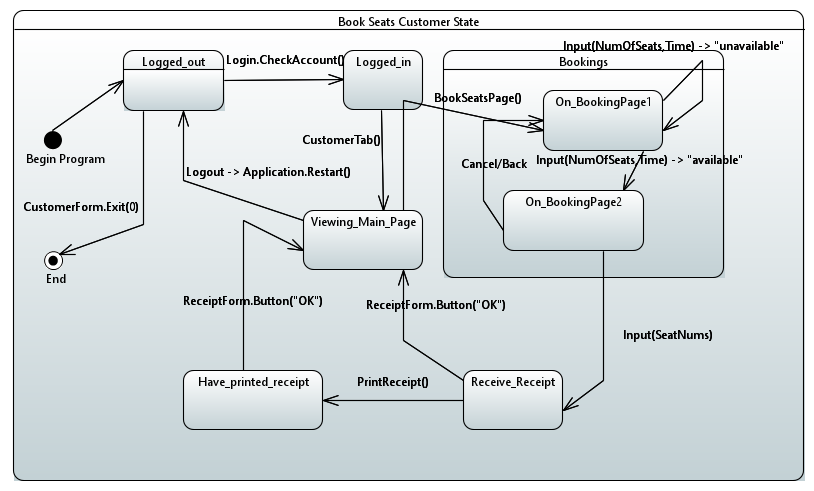 Book Seats Customer State
Input(NumOfSeats,Time) -> "unavailable"
Logged_out
Login.CheckAccount()
Logged_in
Bookings
BookSeatsPage()
On_BookingPage1
CustomerTab()
Begin Program
Cancel/Back
Input(NumOfSeats,Time) -> "available"
Logout -> Application.Restart()
CustomerForm.Exit(0)
Viewing_Main_Page
On_BookingPage2
End
ReceiptForm.Button("OK")
ReceiptForm.Button("OK")
Input(SeatNums)
Have_printed_receipt
PrintReceipt()
Receive_Receipt